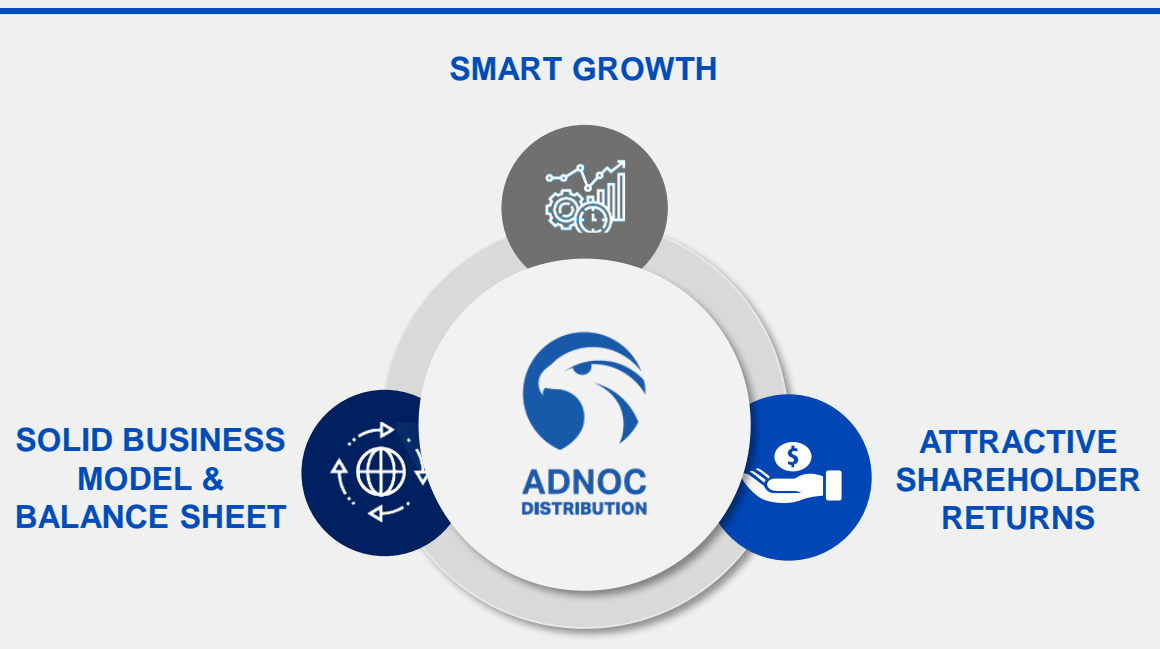 SMART GROWTH
SOLID BUSINESS
MODEL &
BALANCE SHEET
ADNOC
DISTRIBUTION
$
ATTRACTIVE
SHAREHOLDER
RETURNS